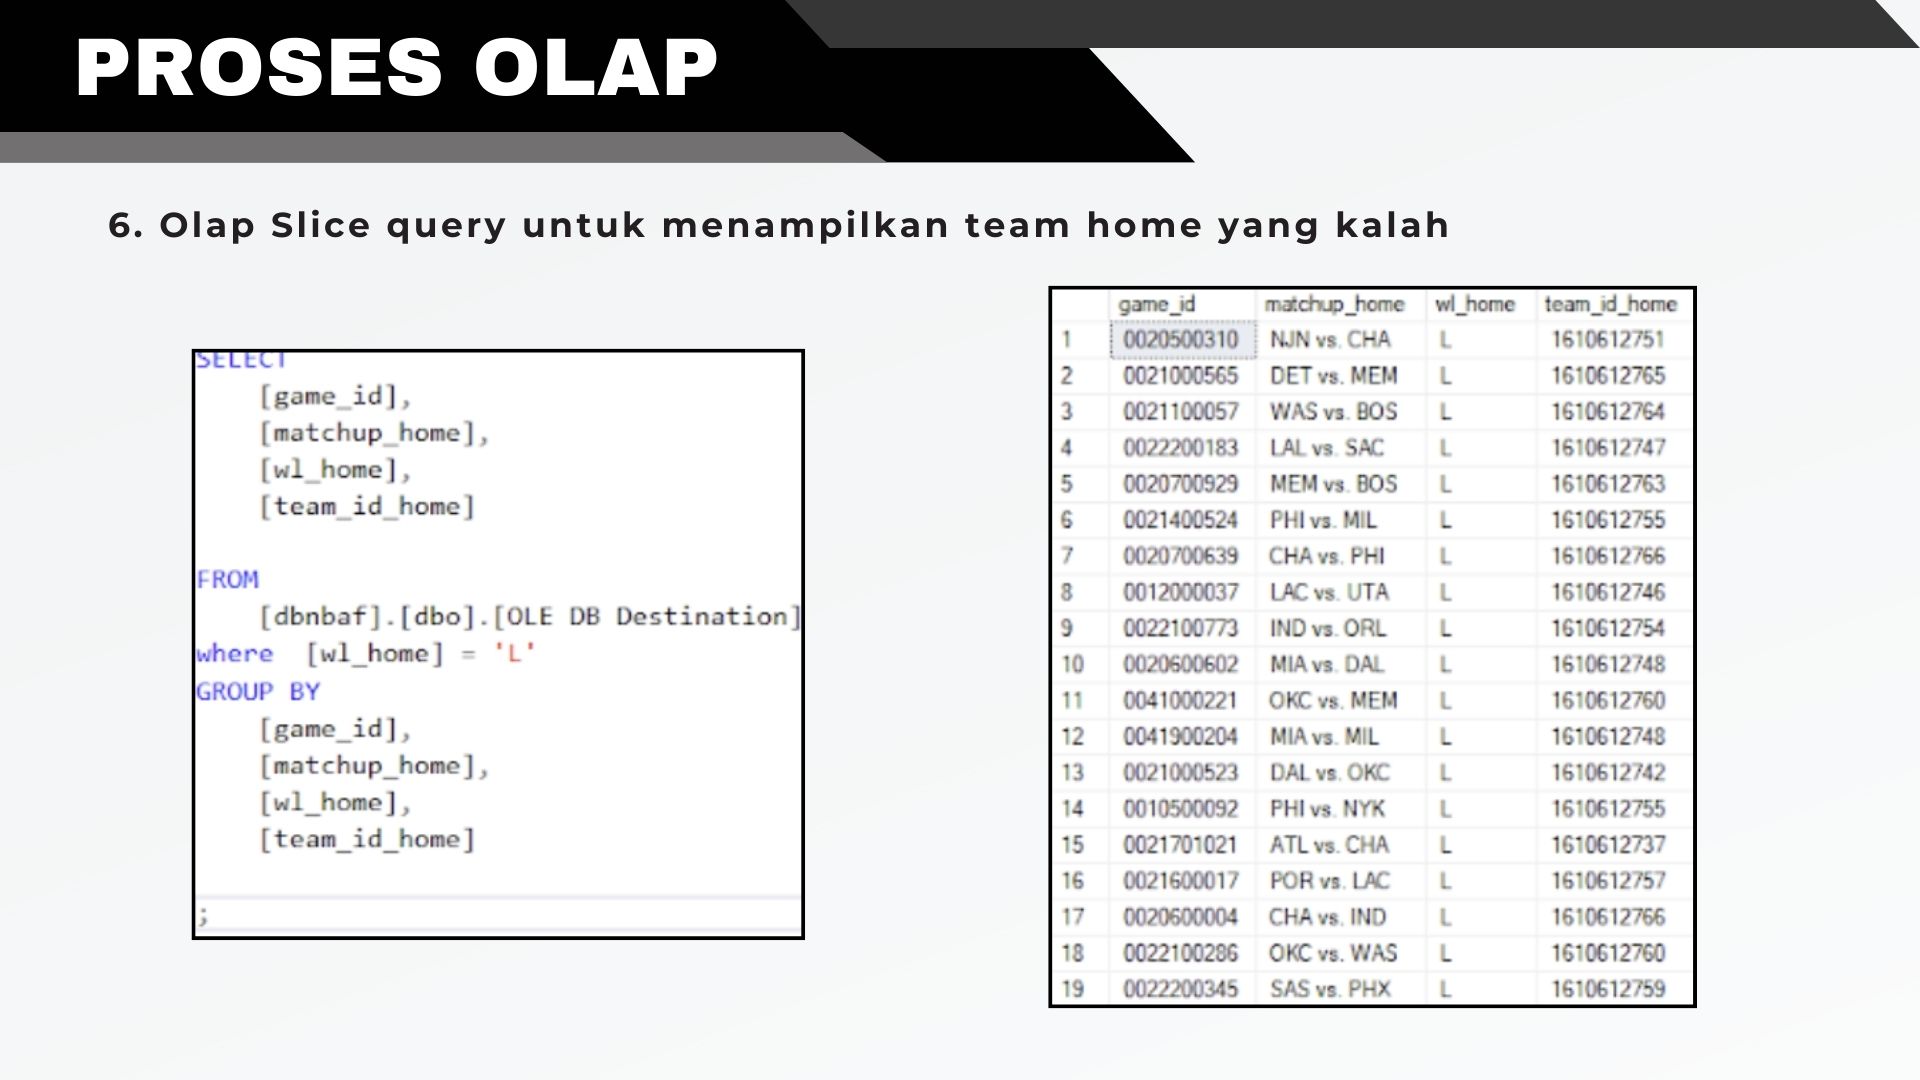 PROSES OLAP
6. Olap Slice query untuk menampilkan team home yang kalah
SELECT
[game_id],
[matchup_home],
[wl_home],
[team_id_home]
FROM
[dbnbaf].[dbo].[OLE DB Destination]
where [wl_home] = 'L'
GROUP BY
[game_id],
[matchup_home],
[wl_home],
[team_id_home]
;
game_id matchup_home wl_home team_id_home
1 0020500310 NJN vs. CHA L 1610612751
2 0021000565 DET vs. MEM L 1610612765
3 0021100057 WAS vs. BOS L 1610612764
4 0022200183 LAL vs. SAC L 1610612747
5 0020700929 MEM vs. BOS L 1610612763
6 0021400524 PHI vs. MIL L 1610612755
7 0020700639 CHA vs. PHI L 1610612766
8 0012000037 LAC vs. UTA L 1610612746
9 0022100773 IND vs. ORL L 1610612754
10 0020600602 MIA vs. DAL L 1610612748
11 0041000221 OKC vs. MEM L 1610612760
12 0041900204 MIA vs. MIL L 1610612748
13 0021000523 DAL vs. OKC L 1610612742
14 0010500092 PHI vs. NYK L 1610612755
15 0021701021 ATL vs. CHA L 1610612737
16 0021600017 POR vs. LAC L 1610612757
17 0020600004 CHA vs. IND L 1610612766
18 0022100286 OKC vs. WAS L 1610612760
19 0022200345 SAS vs. PHX L 1610612759